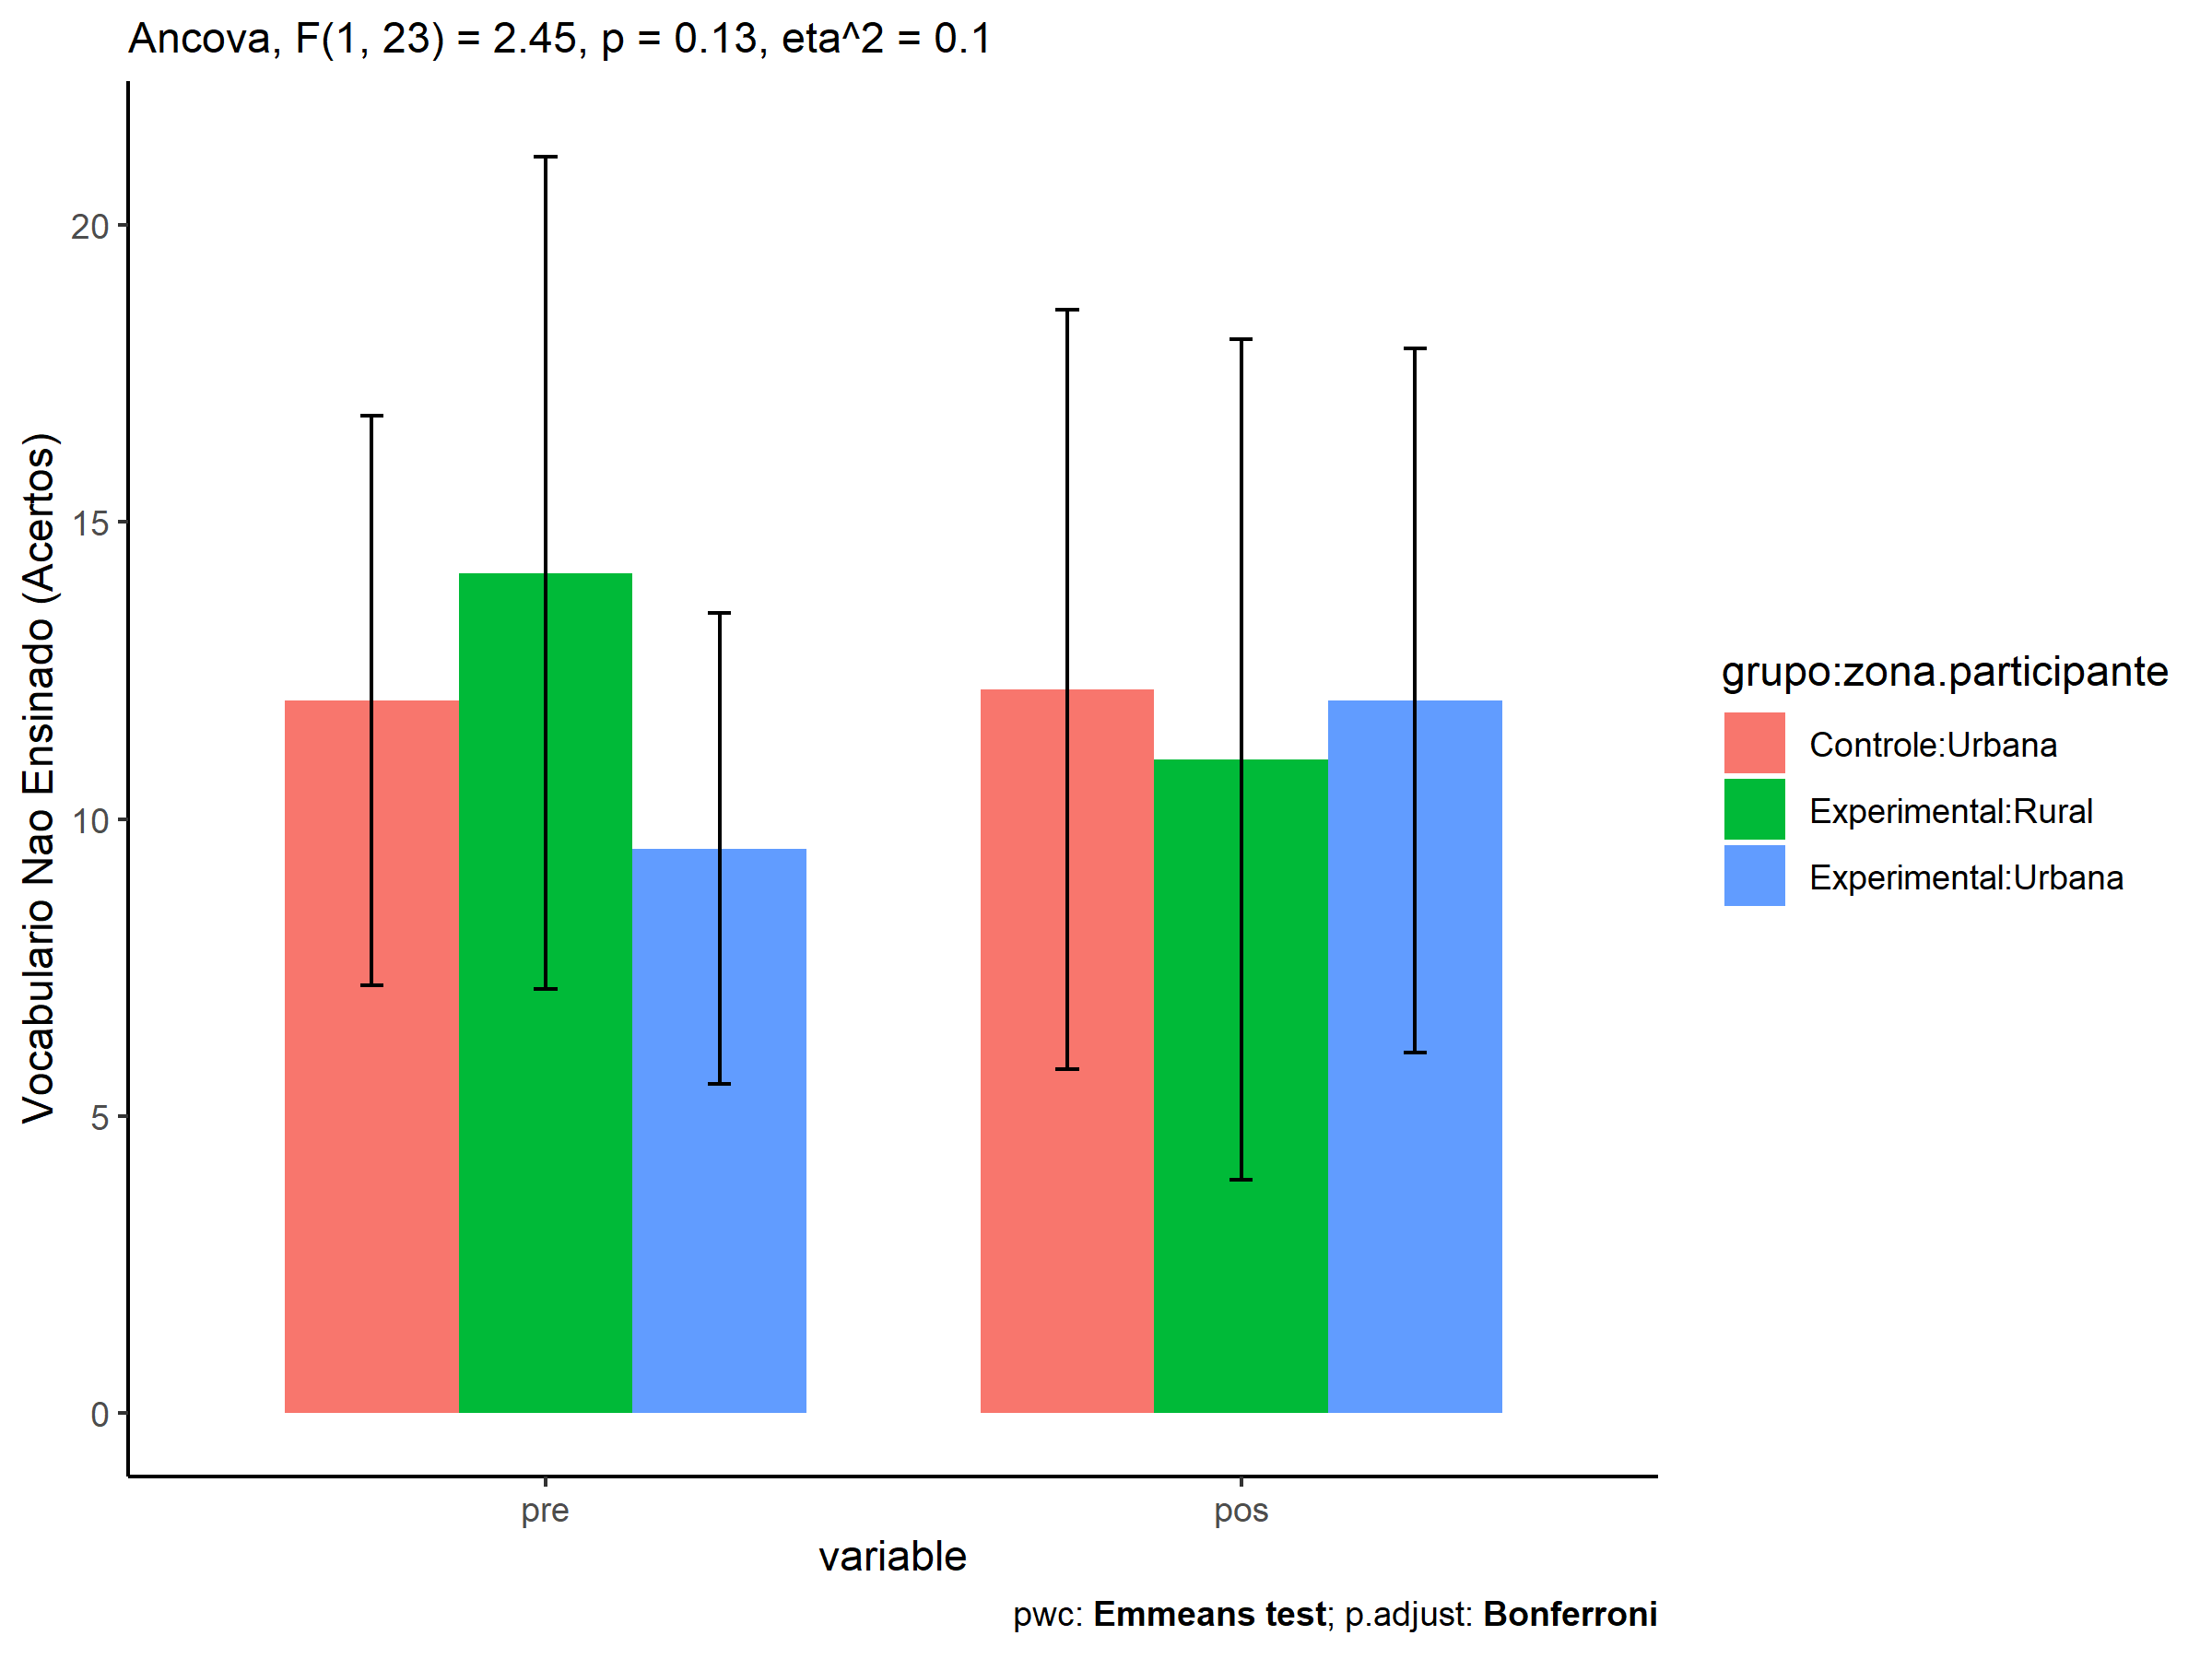 Ancova, F(1, 23) = 2.45, p = 0.13, eta^2 = 0.1
Vocabulario Nao Ensinado (Acertos)
20
15
10
5
0
pre
pos
variable
grupo:zona.participante
Controle:Urbana
Experimental:Rural
Experimental:Urbana
pwc: Emmeans test; p.adjust: Bonferroni